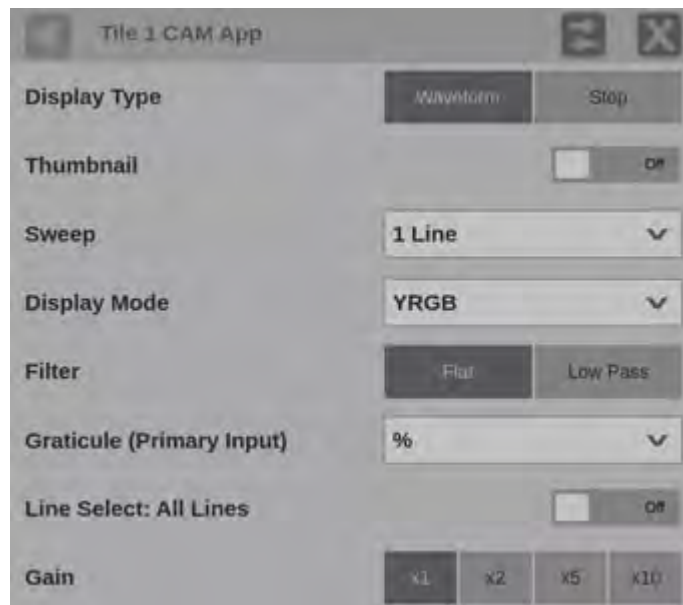 Tile 1 CAM App
Display Type Waveform Stop
Thumbnail Off
Sweep 1 Line
Display Mode YRGB
Filter Flat Low Pass
Graticule (Primary Input) %
Line Select: All Lines Off
Gain x1 x2 x5 x10